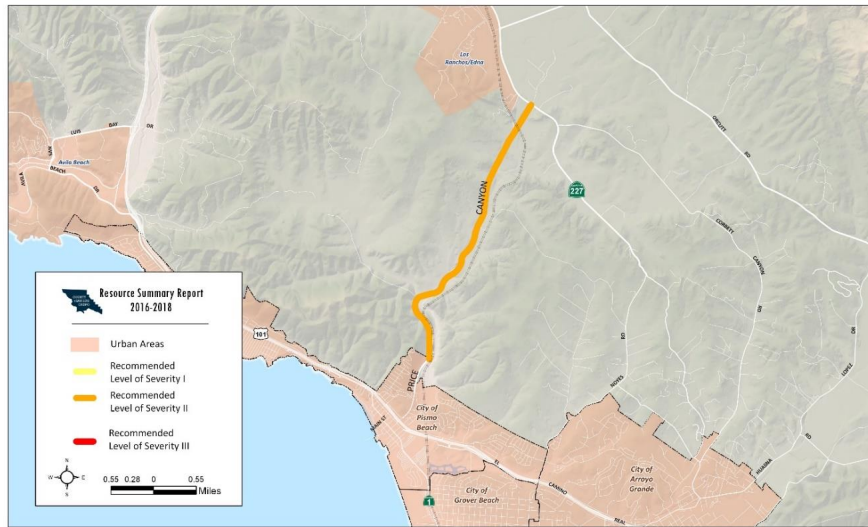 Los
Ranchos/Edna
LUIS BAY DR
SAN
Avila Beach
BEACH
DR
AVILA
CANYON
227
ORCUTT
RD
CORBETT
CANYON
RD
LOPEZ
DR
NOYES
RD
HUASNA
RD
101
PRICE
City of
Pismo
Beach
MAIN ST
EL
CAMINO
REAL
City of
Arroyo
Grande
1
City of
Grover Beach
Resource Summary Report
2016-2018
Urban Areas
Recommended
Level of Severity I
Recommended
Level of Severity II
Recommended
Level of Severity III
N
W E
S
0.55 0.28 0 0.55
Miles